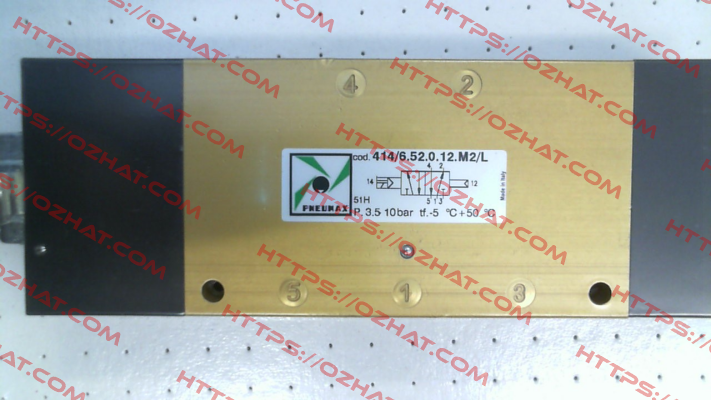 4 2
cod. 414/6.52.0.12.M2/L
4 2
14 12
5 1 3
51H
PNEUMAX
P. 3.5 10bar tf.-5 °C+50 °C
Made in Italy
5 1 3
HTTPS://OZHAT.COM